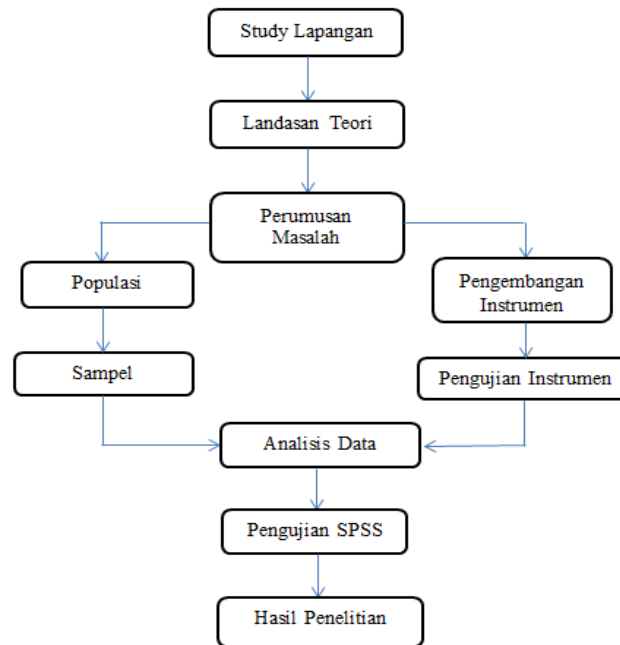 Study Lapangan
Landasan Teori
Perumusan
Masalah
Populasi
Pengembangan
Instrumen
Sampel
Pengujian Instrumen
Analisis Data
Pengujian SPSS
Hasil Penelitian